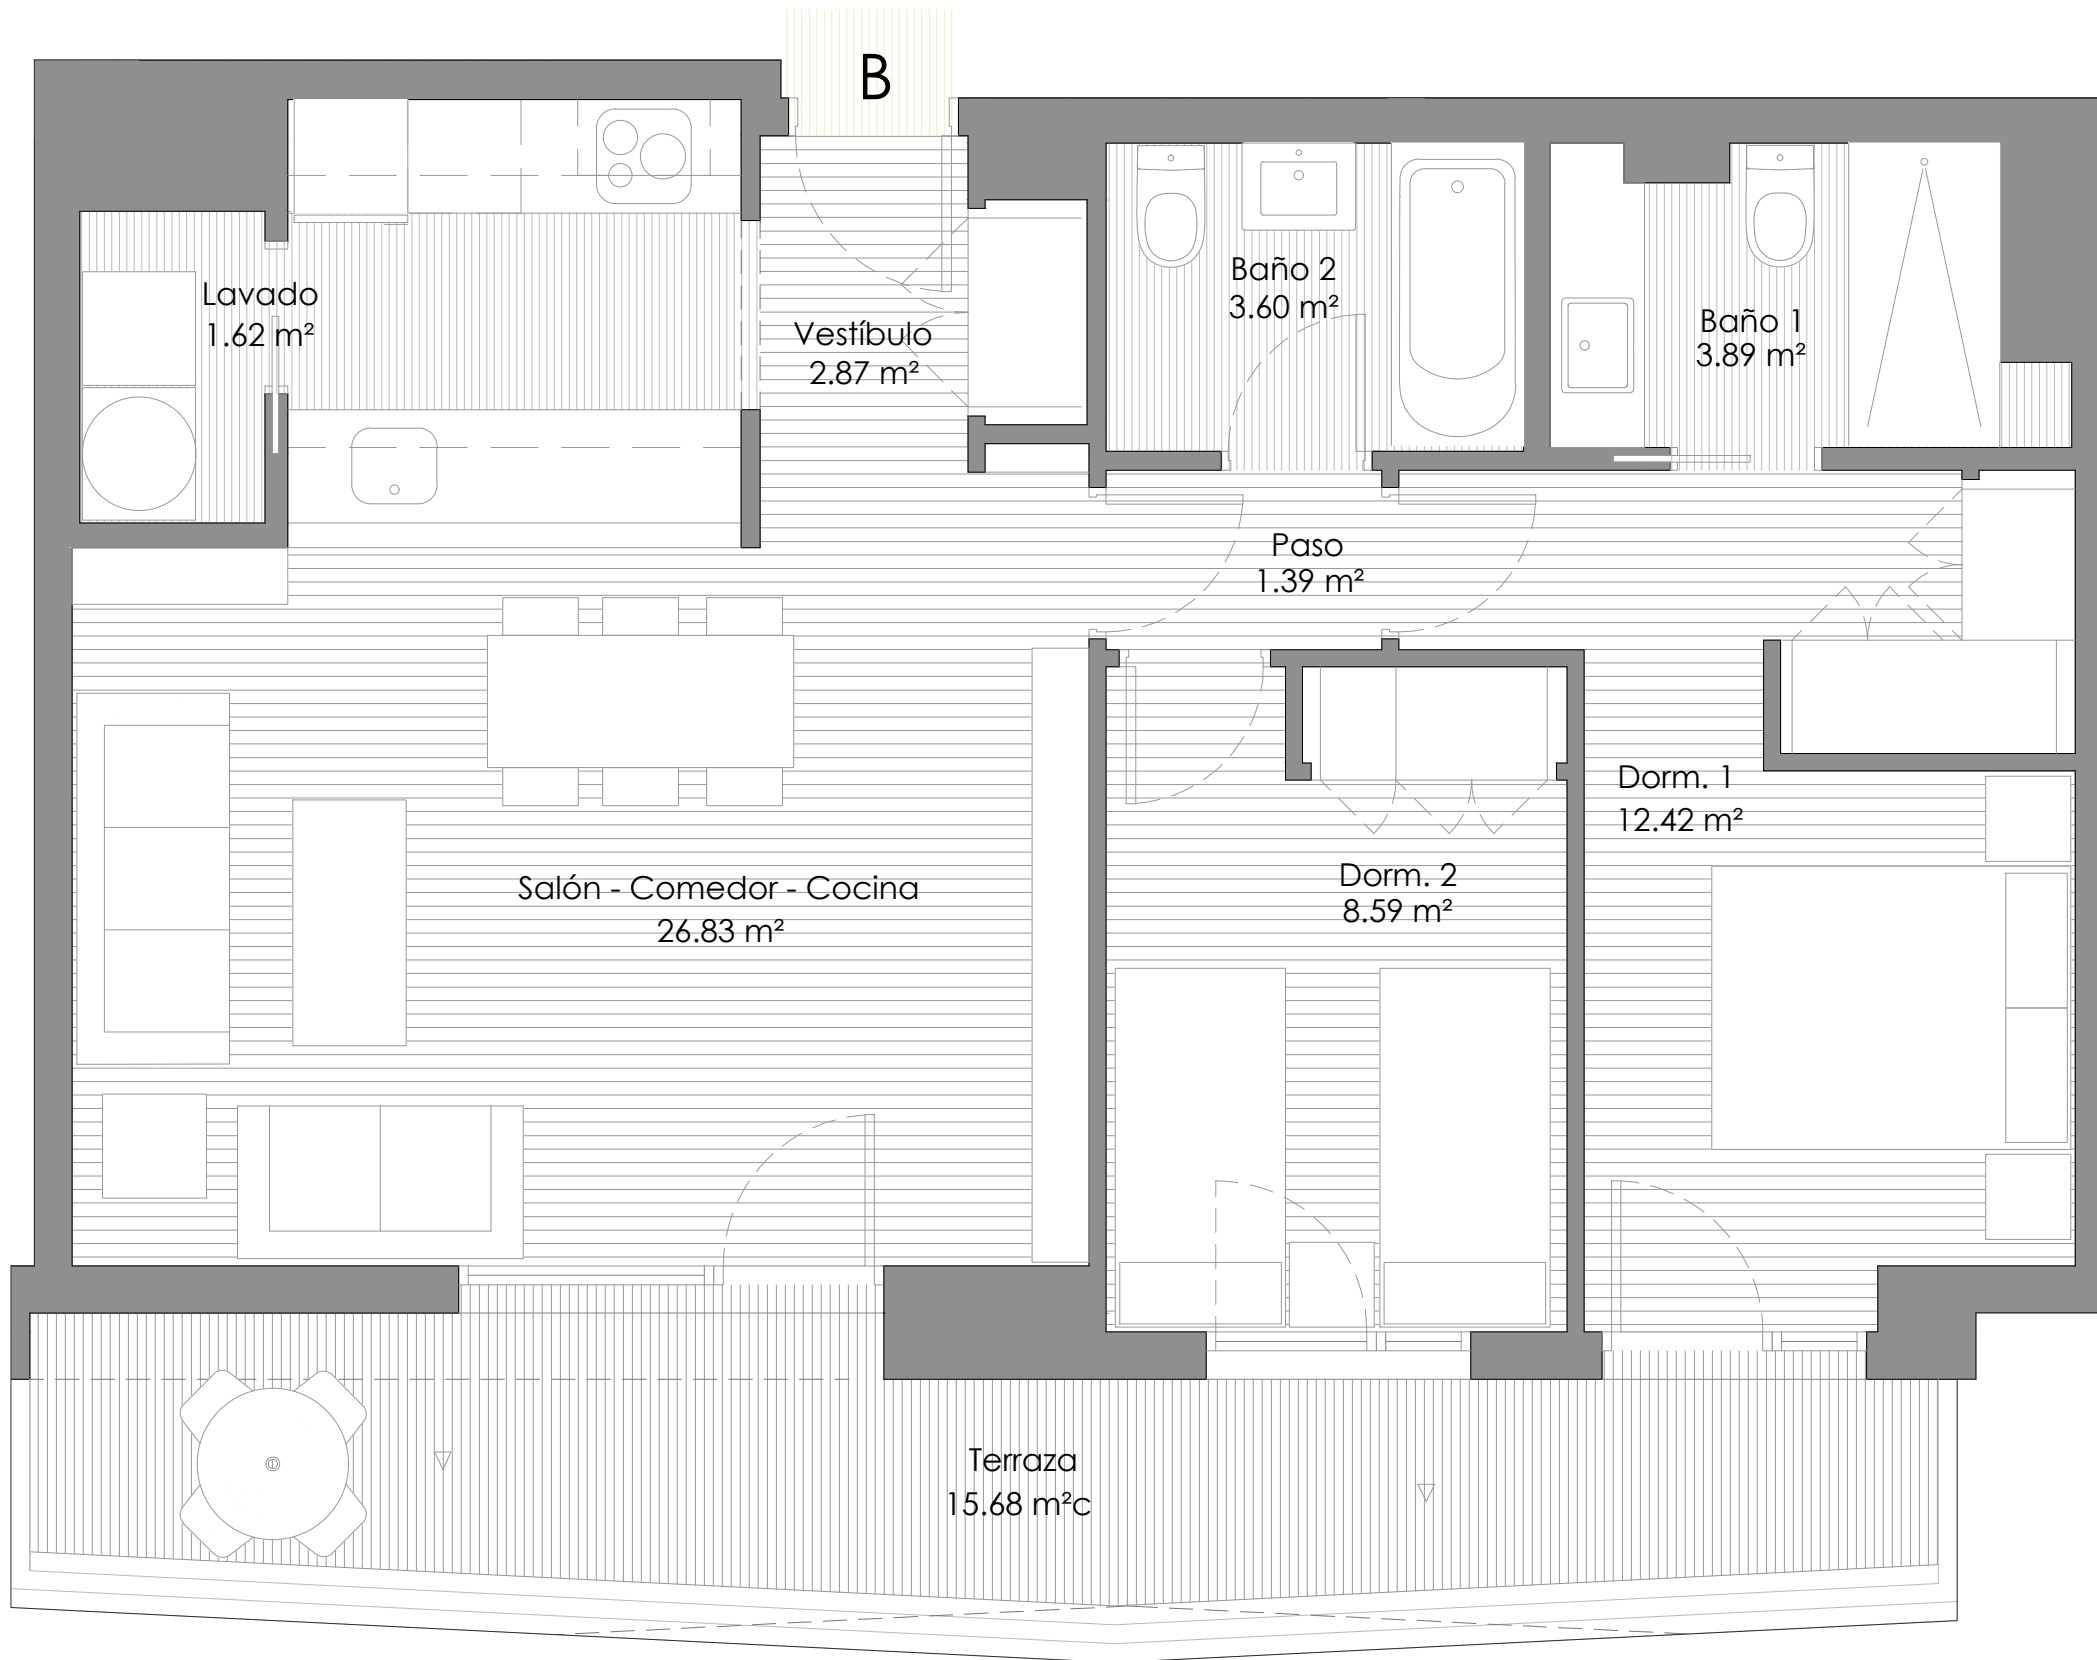 B
Lavado
1.62 m²
Vestíbulo
2.87 m²
Baño 2
3.60 m²
Baño 1
3.89 m²
Paso
1.39 m²
Dorm. 1
12.42 m²
Salón - Comedor - Cocina
26.83 m²
Dorm. 2
8.59 m²
Terraza
15.68 m²c